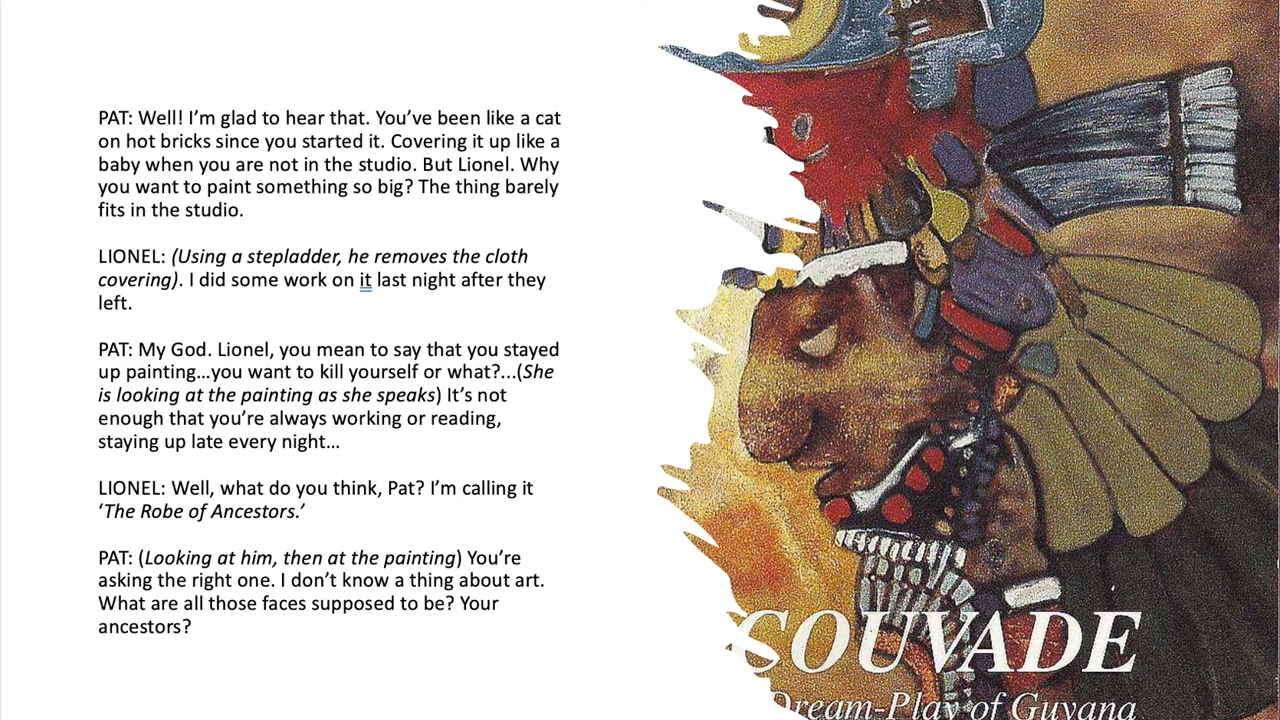 PAT: Well! I’m glad to hear that. You’ve been like a cat
on hot bricks since you started it. Covering it up like a
baby when you are not in the studio. But Lionel. Why
you want to paint something so big? The thing barely
fits in the studio.
LIONEL: (Using a stepladder, he removes the cloth
covering). I did some work on it last night after they
left.
PAT: My God. Lionel, you mean to say that you stayed
up painting…you want to kill yourself or what?...(She
is looking at the painting as she speaks) It’s not
enough that you’re always working or reading,
staying up late every night…
LIONEL: Well, what do you think, Pat? I’m calling it
‘The Robe of Ancestors.’
PAT: (Looking at him, then at the painting) You’re
asking the right one. I don’t know a thing about art.
What are all those faces supposed to be? Your
ancestors?
COUVADE
Dream-Play of Guyana